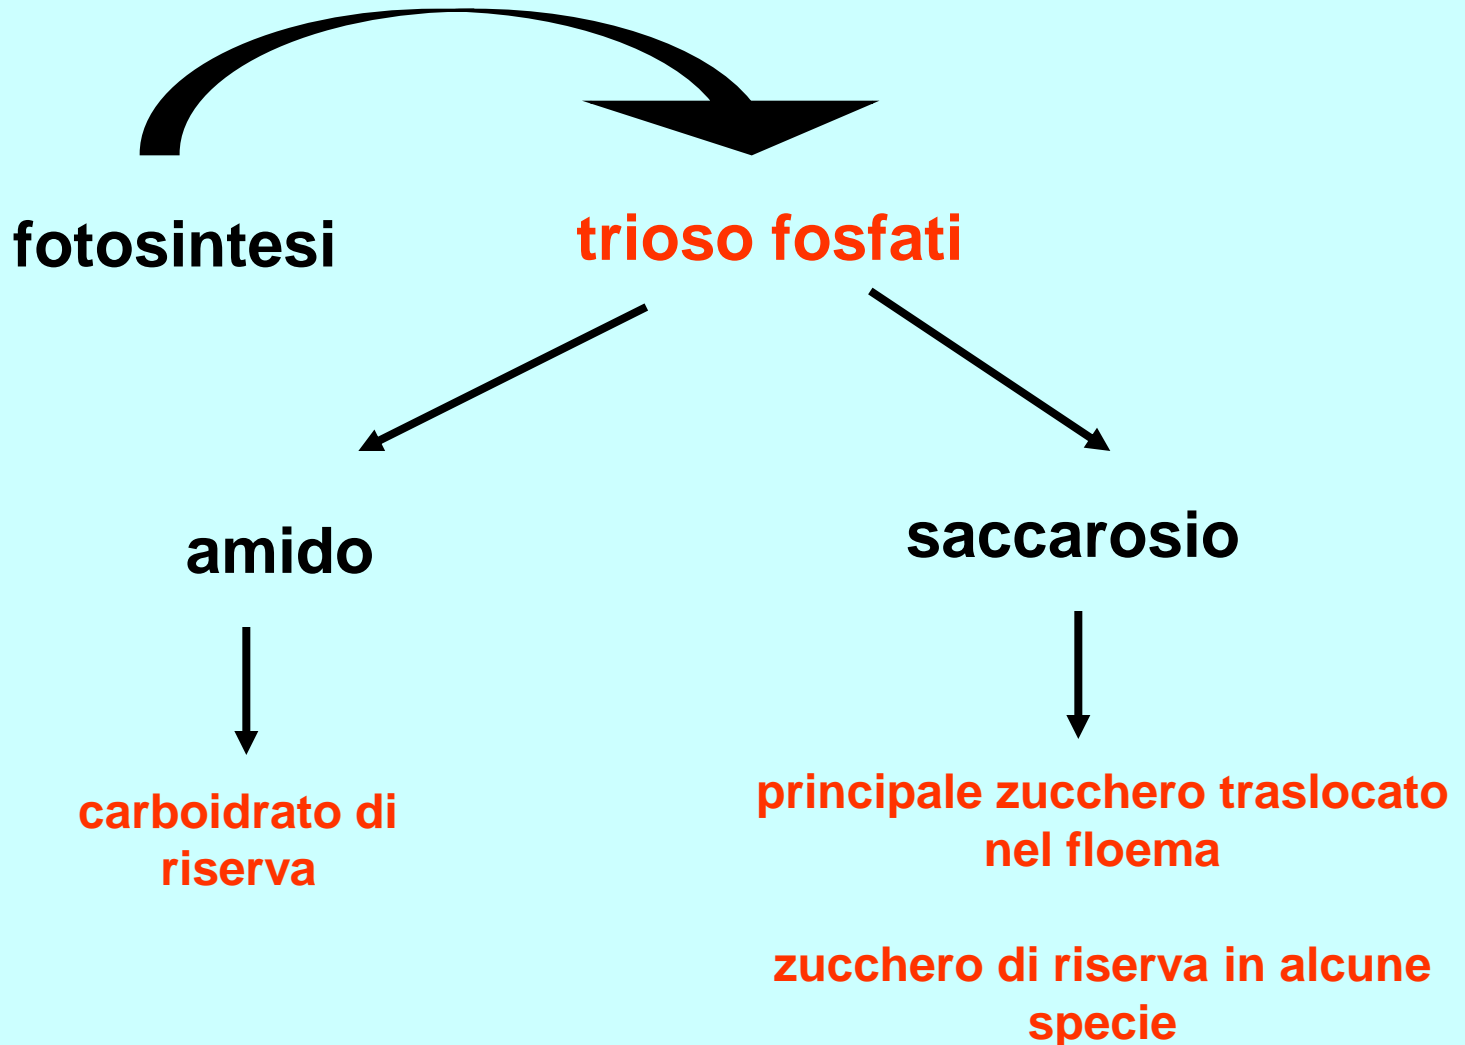 fotosintesi
trioso fosfati
amido
saccarosio
carboidrato di
riserva
principale zucchero traslocato
nel floema
zucchero di riserva in alcune
specie